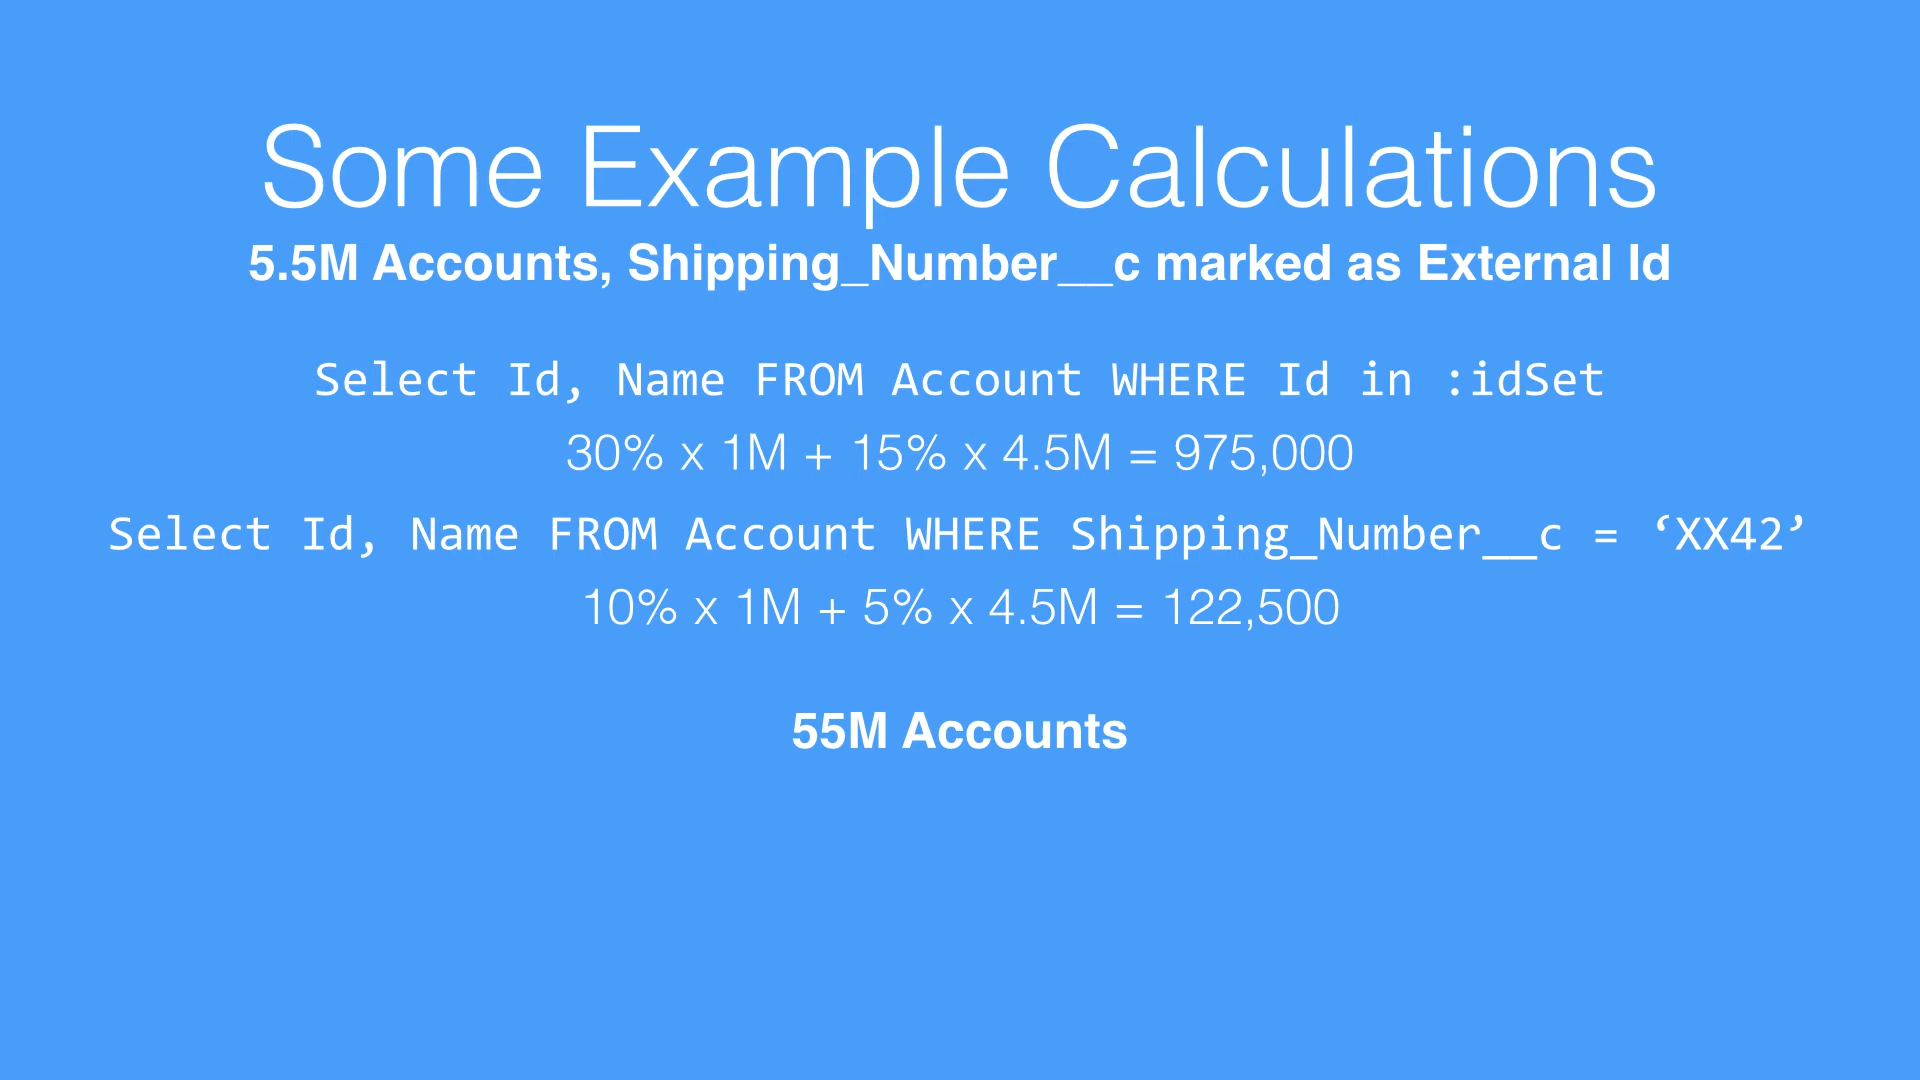 Some Example Calculations
5.5M Accounts, Shipping_Number__c marked as External Id
Select Id, Name FROM Account WHERE Id in :idSet
30% x 1M + 15% x 4.5M = 975,000
Select Id, Name FROM Account WHERE Shipping_Number__c = ‘XX42’
10% x 1M + 5% x 4.5M = 122,500
55M Accounts